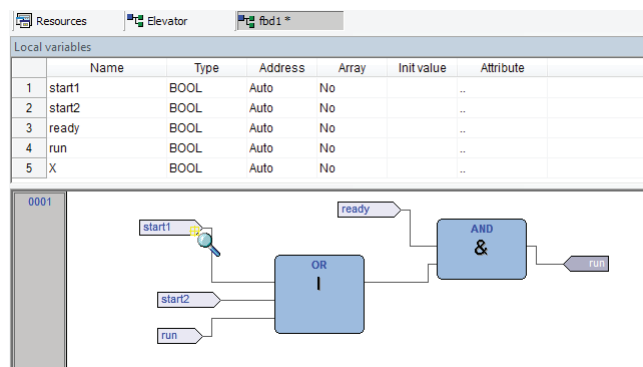 Resources Elevator fbd1 *
Local variables
Name Type Address Array Init value Attribute
1 start1 BOOL Auto No ..
2 start2 BOOL Auto No ..
3 ready BOOL Auto No ..
4 run BOOL Auto No ..
5 X BOOL Auto No ..
0001
ready
start1
AND
&
OR
run
start2
run